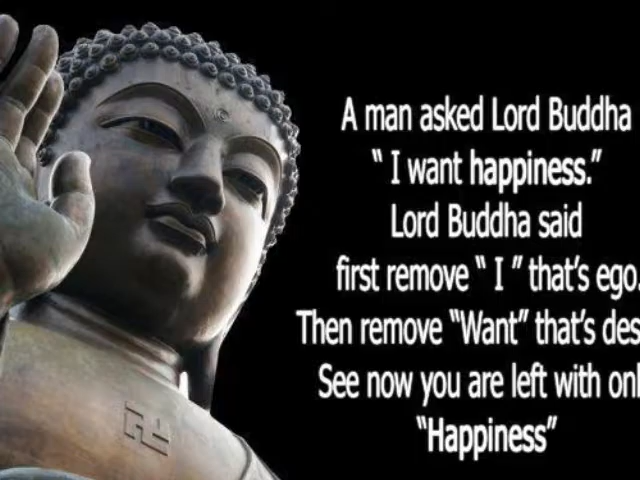 A man asked Lord Buddha
“ I want happiness.”
Lord Buddha said
first remove “ I ” that’s ego.
Then remove “Want” that’s
See now you are left with
“Happiness”